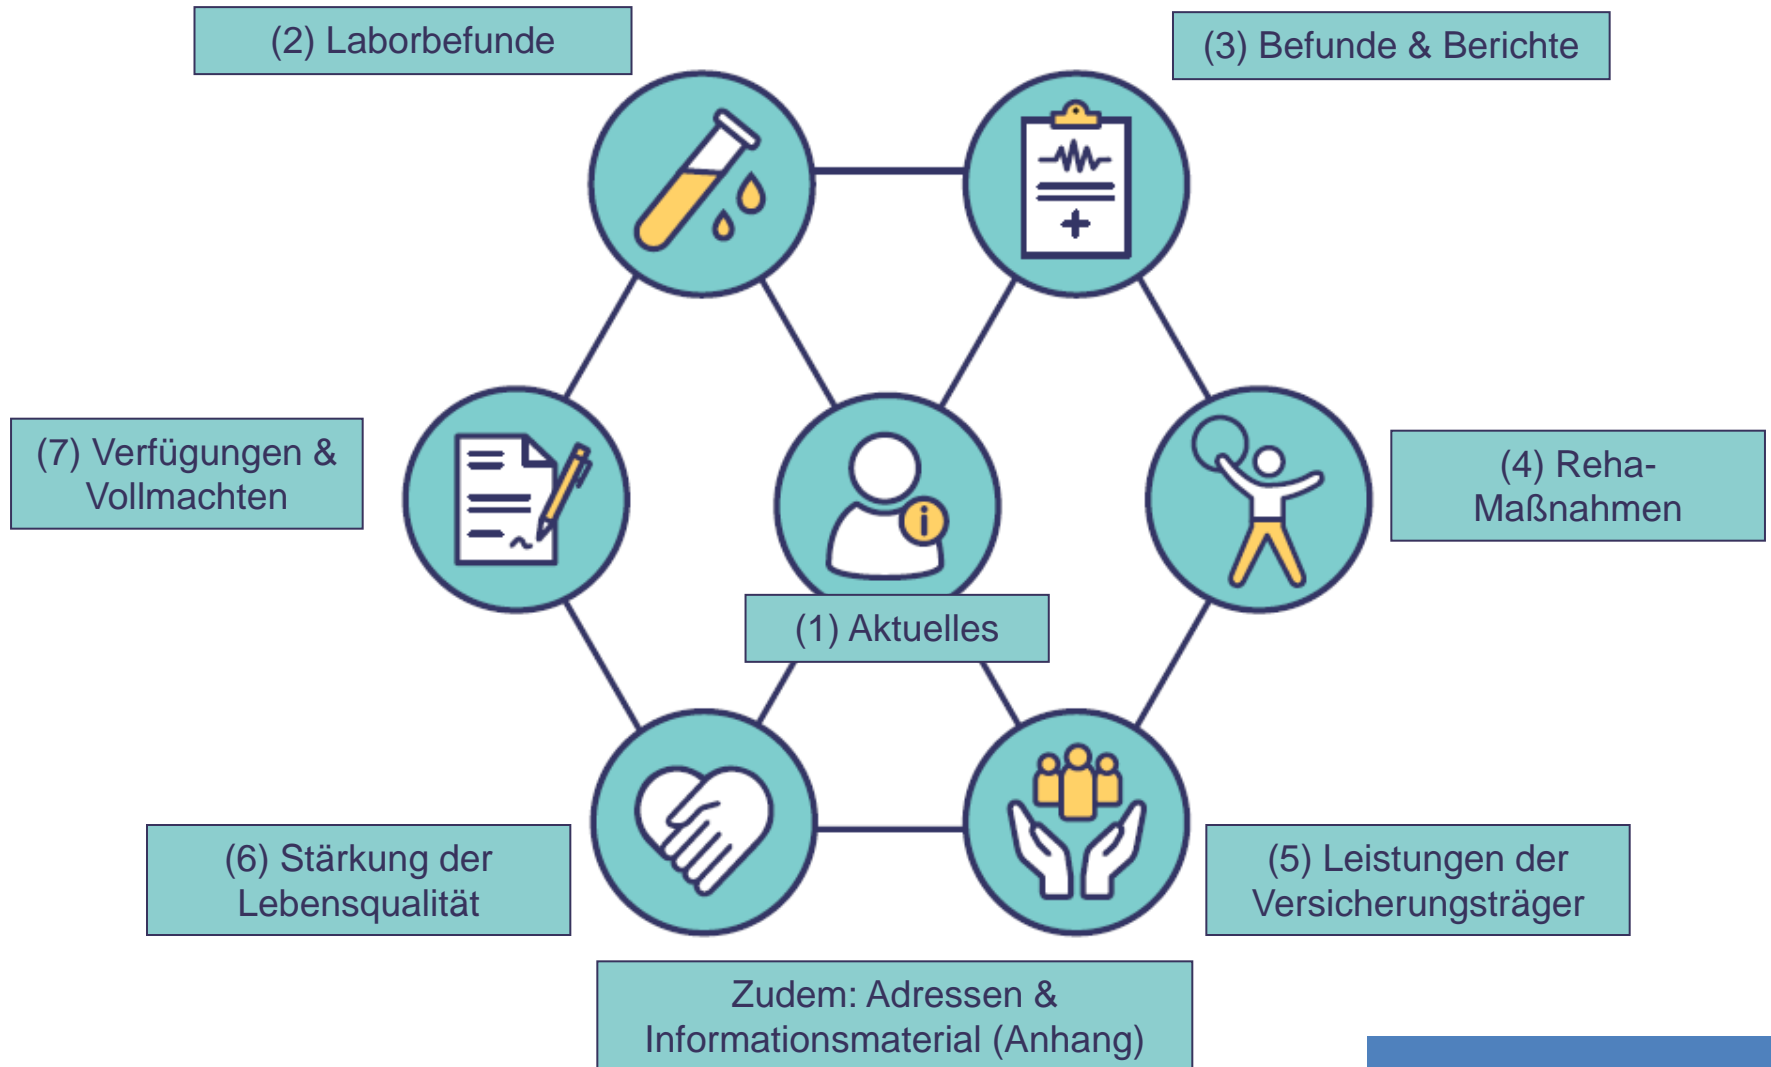 (2) Laborbefunde
(3) Befunde & Berichte
(7) Verfügungen &
Vollmachten
(4) Reha-
Maßnahmen
i
(1) Aktuelles
(6) Stärkung der
Lebensqualität
(5) Leistungen der
Versicherungsträger
Zudem: Adressen &
Informationsmaterial (Anhang)